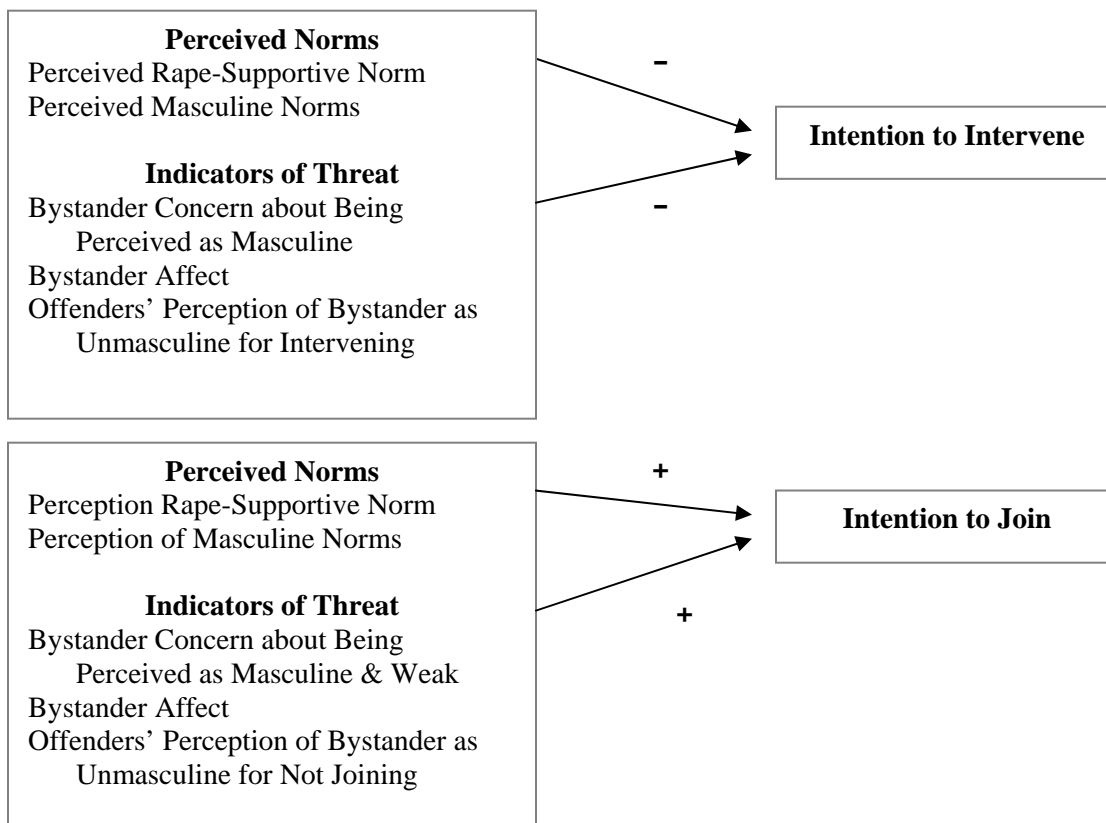 Perceived Norms
Perceived Rape-Supportive Norm
Perceived Masculine Norms
Indicators of Threat
Bystander Concern about Being
Perceived as Masculine
Bystander Affect
Offenders’ Perception of Bystander as
Unmasculine for Intervening
–
–
Intention to Intervene
Perceived Norms
Perception Rape-Supportive Norm
Perception of Masculine Norms
Indicators of Threat
Bystander Concern about Being
Perceived as Masculine & Weak
Bystander Affect
Offenders’ Perception of Bystander as
Unmasculine for Not Joining
+
+
Intention to Join